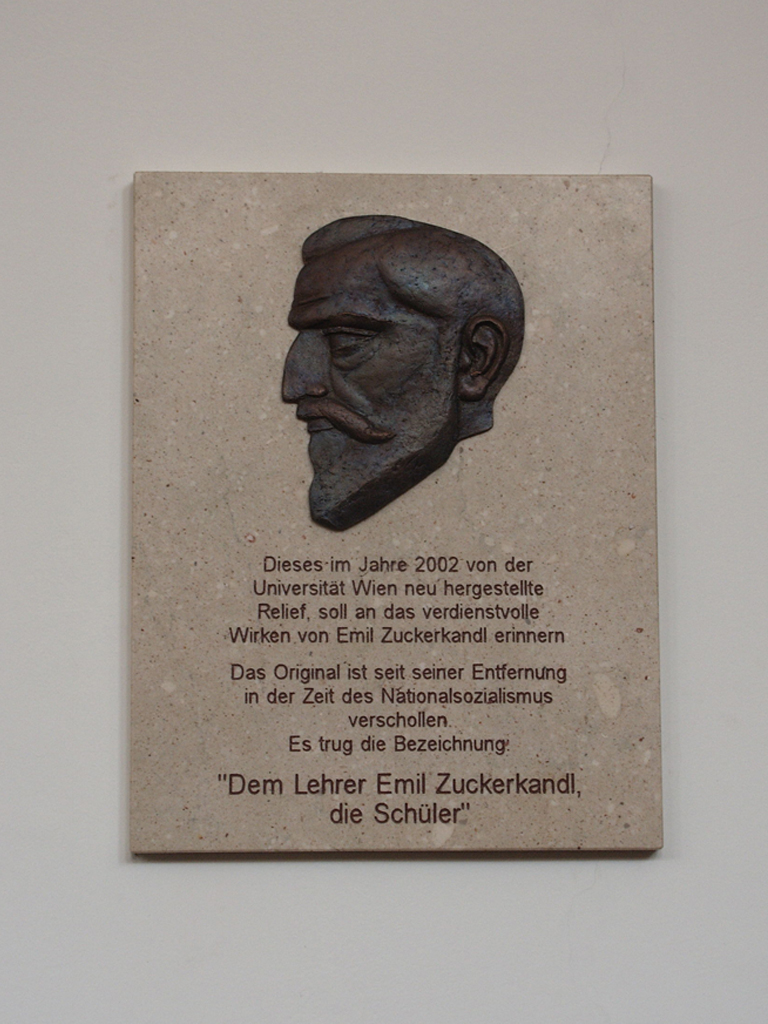 Dieses im Jahre 2002 von der
Universität Wien neu hergestellte
Relief, soll an das verdienstvolle
Wirken von Emil Zuckerkandl erinnern
Das Original ist seit seiner Entfernung
in der Zeit des Nationalsozialismus
verschollen.
Es trug die Bezeichnung:
"Dem Lehrer Emil Zuckerkandl,
die Schüler"